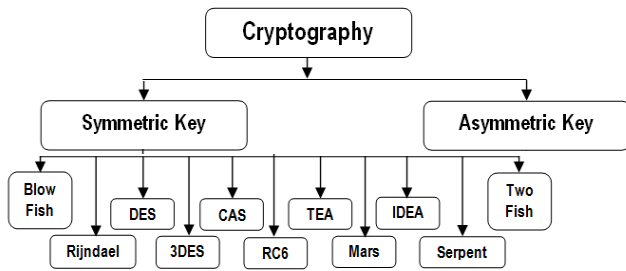 Cryptography
Symmetric Key
Asymmetric Key
Blow
Fish
DES
CAS
TEA
IDEA
Two
Fish
Rijndael
3DES
RC6
Mars
Serpent